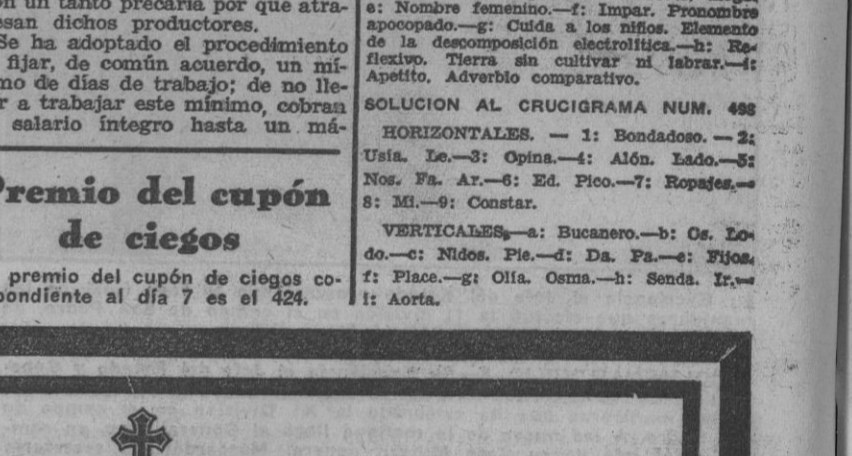 un tanto precaria por que atra-
esan dichos productores.
Se ha adoptado el procedimiento
fijar, de común acuerdo, un mí-
mo de días de trabajo; de no lle-
r a trabajar este mínimo, cobran
salario íntegro hasta un má-
Premio del cupón
de ciegos
premio del cupón de ciegos co-
pondiente al día 7 es el 424.
e: Nombre femenino.—f: Impar. Pronombre
apocopado.—g: Cuida a los niños. Elemento
de la descomposición electrolítica.—h: Re-
flexivo. Tierra sin cultivar ni labrar.—i:
Apetito. Adverbio comparativo.
SOLUCION AL CRUCIGRAMA NUM. 498
HORIZONTALES. — 1: Bondadoso. — 2:
Usía. Le.—3: Opina.—4: Alón. Lado.—5:
Nos. Fa. Ar.—6: Ed. Pico.—7: Ropajes.—
8: Mi.—9: Constar.
VERTICALES.—a: Bucanero.—b: Os. Lo-
do.—c: Nidos. Pie.—d: Da. Pa.—e: Fijos.
f: Place.—g: Olía. Osma.—h: Senda. Ir.—
i: Aorta.